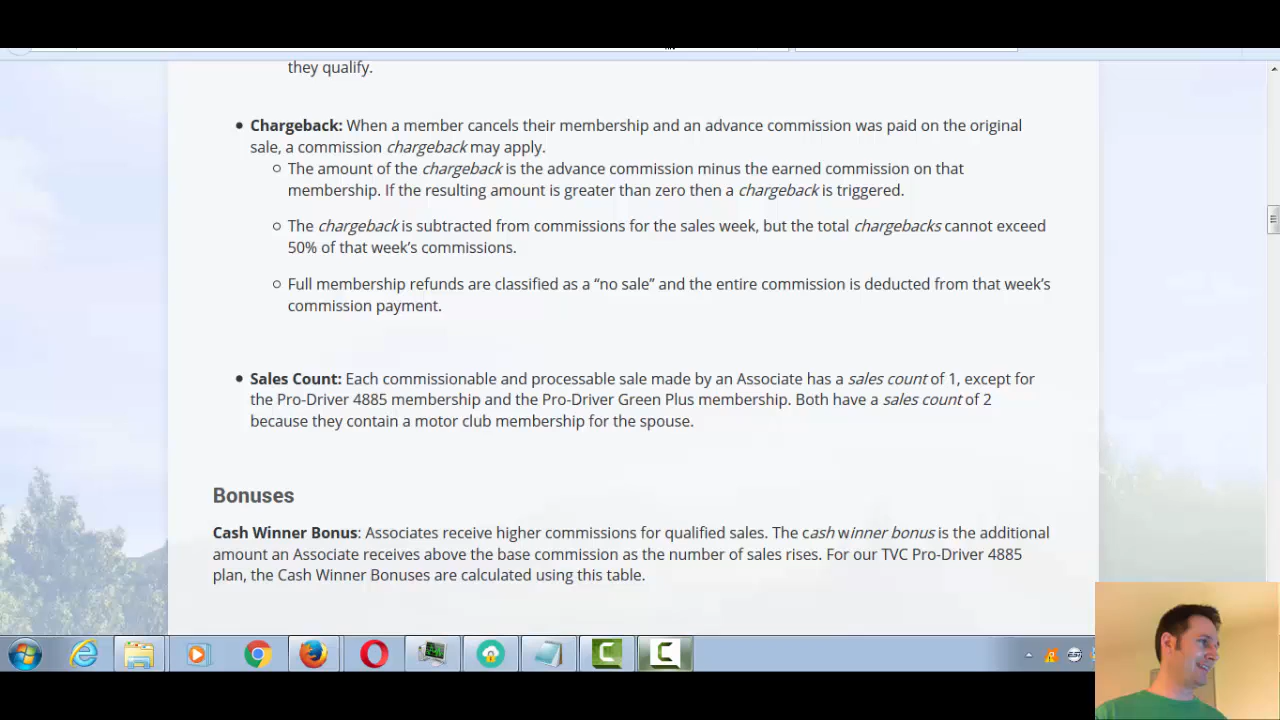 they qualify.
• Chargeback: When a member cancels their membership and an advance commission was paid on the original
sale, a commission chargeback may apply.
○ The amount of the chargeback is the advance commission minus the earned commission on that
membership. If the resulting amount is greater than zero then a chargeback is triggered.
○ The chargeback is subtracted from commissions for the sales week, but the total chargebacks cannot exceed
50% of that week’s commissions.
○ Full membership refunds are classified as a “no sale” and the entire commission is deducted from that week’s
commission payment.
• Sales Count: Each commissionable and processable sale made by an Associate has a sales count of 1, except for
the Pro-Driver 4885 membership and the Pro-Driver Green Plus membership. Both have a sales count of 2
because they contain a motor club membership for the spouse.
Bonuses
Cash Winner Bonus: Associates receive higher commissions for qualified sales. The cash winner bonus is the additional
amount an Associate receives above the base commission as the number of sales rises. For our TVC Pro-Driver 4885
plan, the Cash Winner Bonuses are calculated using this table.